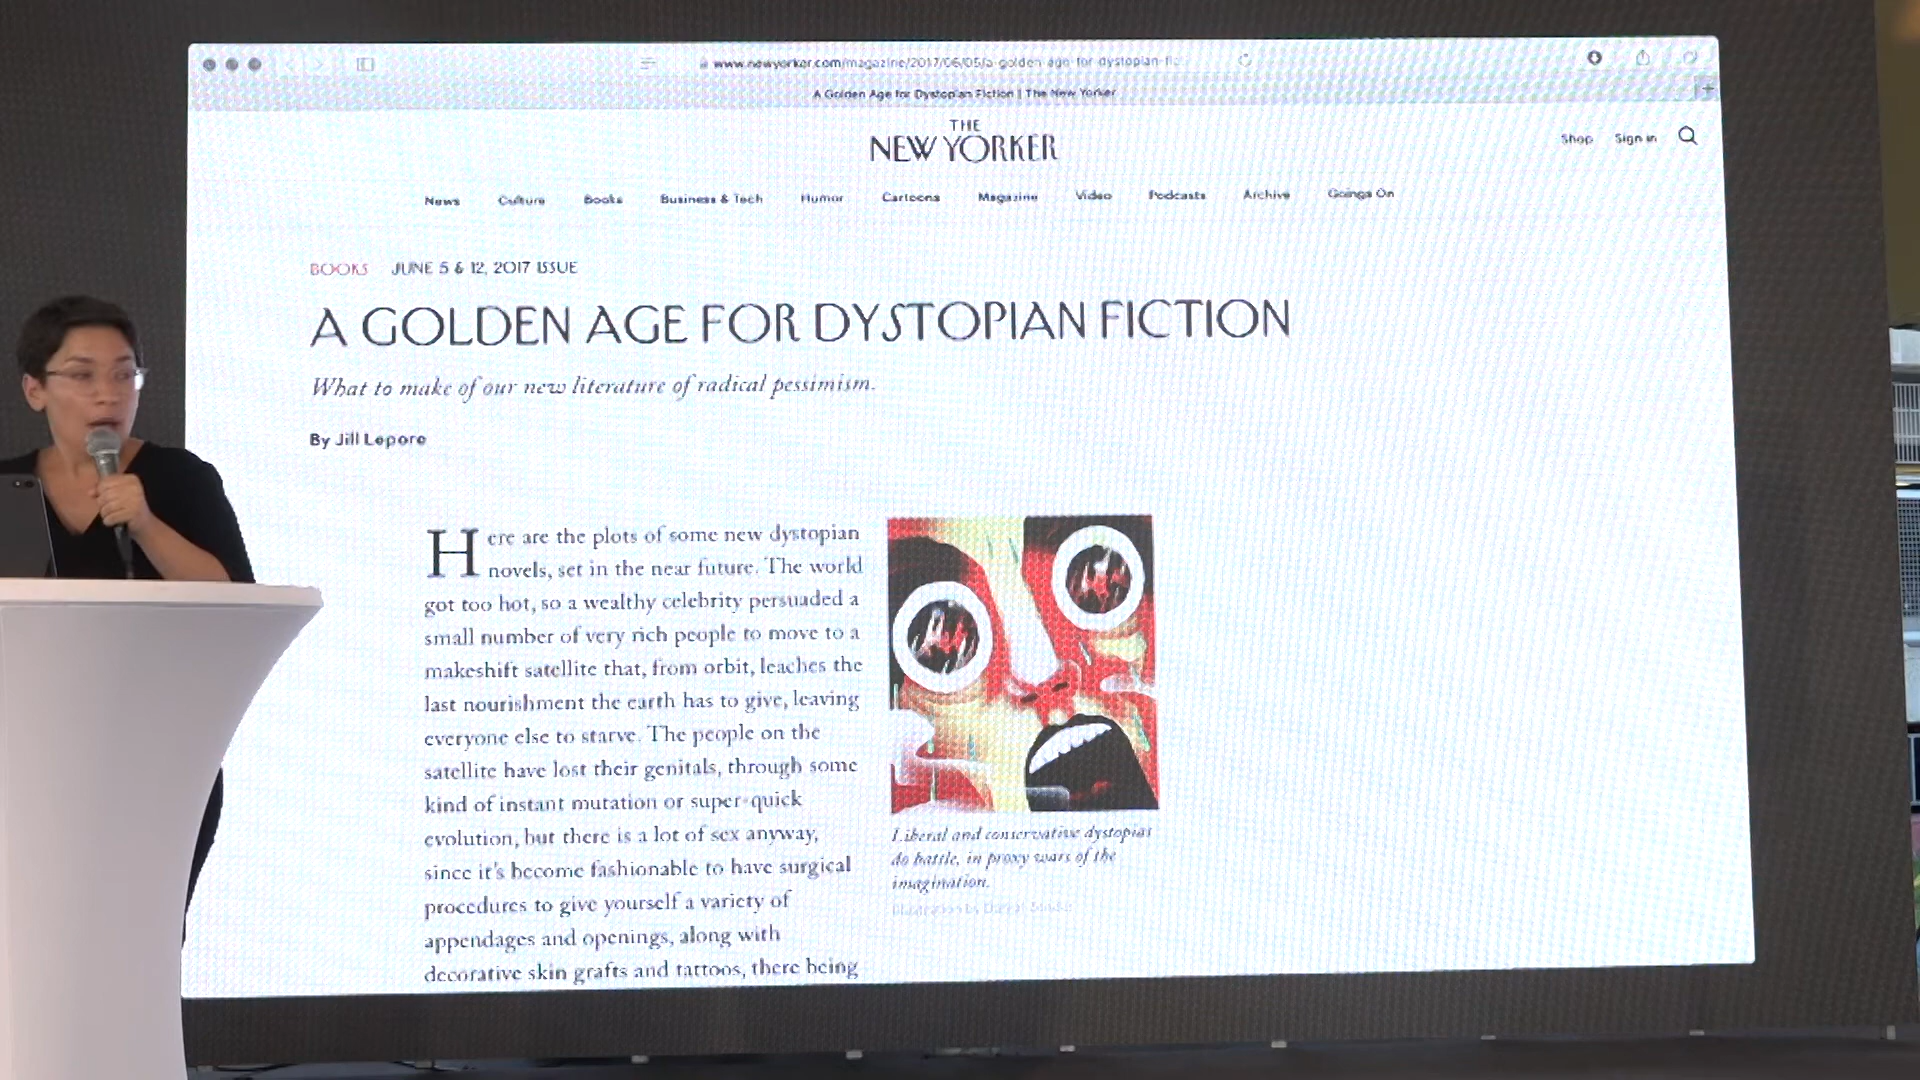 www.newyorker.com/magazine/2017/06/05/a-golden-age-for-dystopian-fic
A Golden Age for Dystopian Fiction | The New Yorker
THE
NEW YORKER
Shop Sign in
News Culture Books Business & Tech Humor Cartoons Magazine Video Podcasts Archive Goings On
BOOKS JUNE 5 & 12, 2017 ISSUE
A GOLDEN AGE FOR DYSTOPIAN FICTION
What to make of our new literature of radical pessimism.
By Jill Lepore
Here are the plots of some new dystopian
novels, set in the near future. The world
got too hot, so a wealthy celebrity persuaded a
small number of very rich people to move to a
makeshift satellite that, from orbit, leaches the
last nourishment the earth has to give, leaving
everyone else to starve. The people on the
satellite have lost their genitals, through some
kind of instant mutation or super-quick
evolution, but there is a lot of sex anyway,
since it's become fashionable to have surgical
procedures to give yourself a variety of
appendages and openings, along with
decorative skin grafts and tattoos, there being
Liberal and conservative dystopias
do battle, in proxy wars of the
imagination.
Illustration by